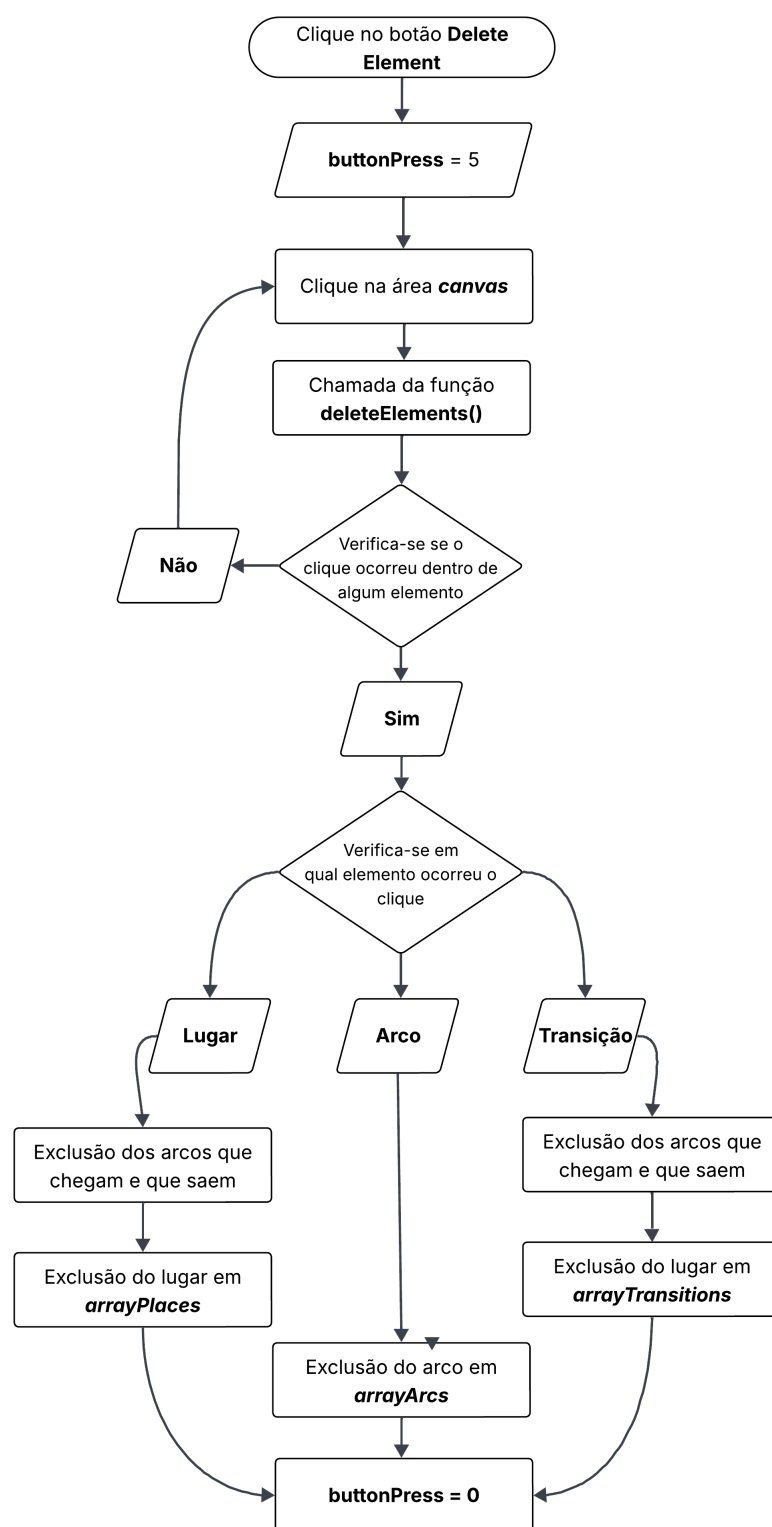 Clique no botão Delete
Element
buttonPress = 5
Clique na área canvas
Chamada da função
deleteElements()
Verifica-se se o
clique ocorreu dentro de
algum elemento
Não
Sim
Verifica-se em
qual elemento ocorreu o
clique
Lugar
Arco
Transição
Exclusão dos arcos que
chegam e que saem
Exclusão dos arcos que
chegam e que saem
Exclusão do lugar em
arrayPlaces
Exclusão do lugar em
arrayTransitions
Exclusão do arco em
arrayArcs
buttonPress = 0